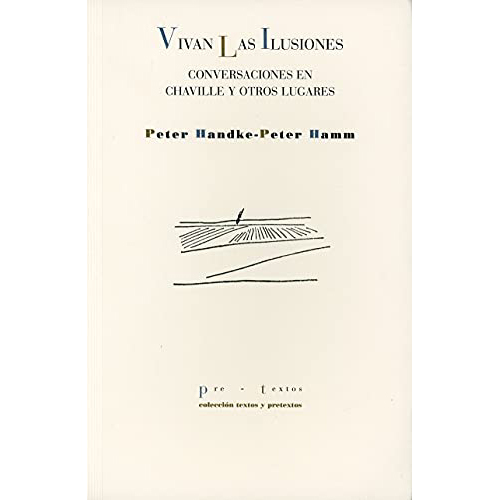 Vivan Las Ilusiones
CONVERSACIONES EN
CHAVILLE Y OTROS LUGARES
Peter Handke-Peter Hamm
pre - textos
colección textos y pretextos